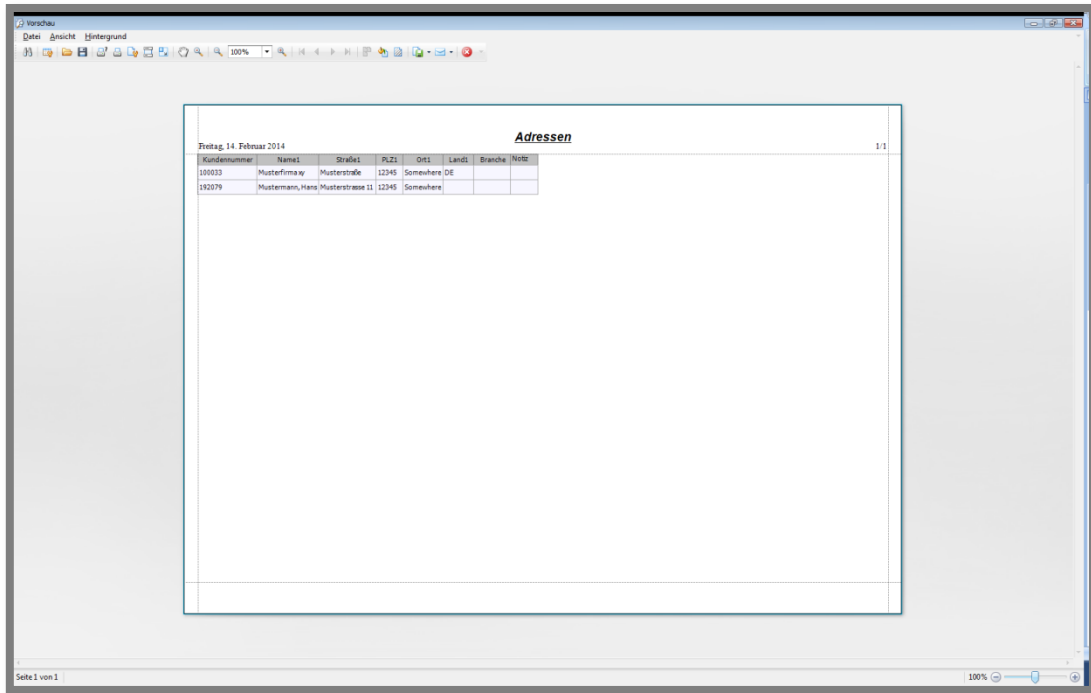 Vorschau
Datei Ansicht Hintergrund
100%
Adressen
Freitag, 14. Februar 2014 1/1
Kundennummer Name1 Straße1 PLZ1 Ort1 Land1 Branche Notiz
100033 Musterfirma xy Musterstraße 12345 Somewhere DE
192079 Mustermann, Hans Musterstrasse 11 12345 Somewhere
Seite 1 von 1 100%